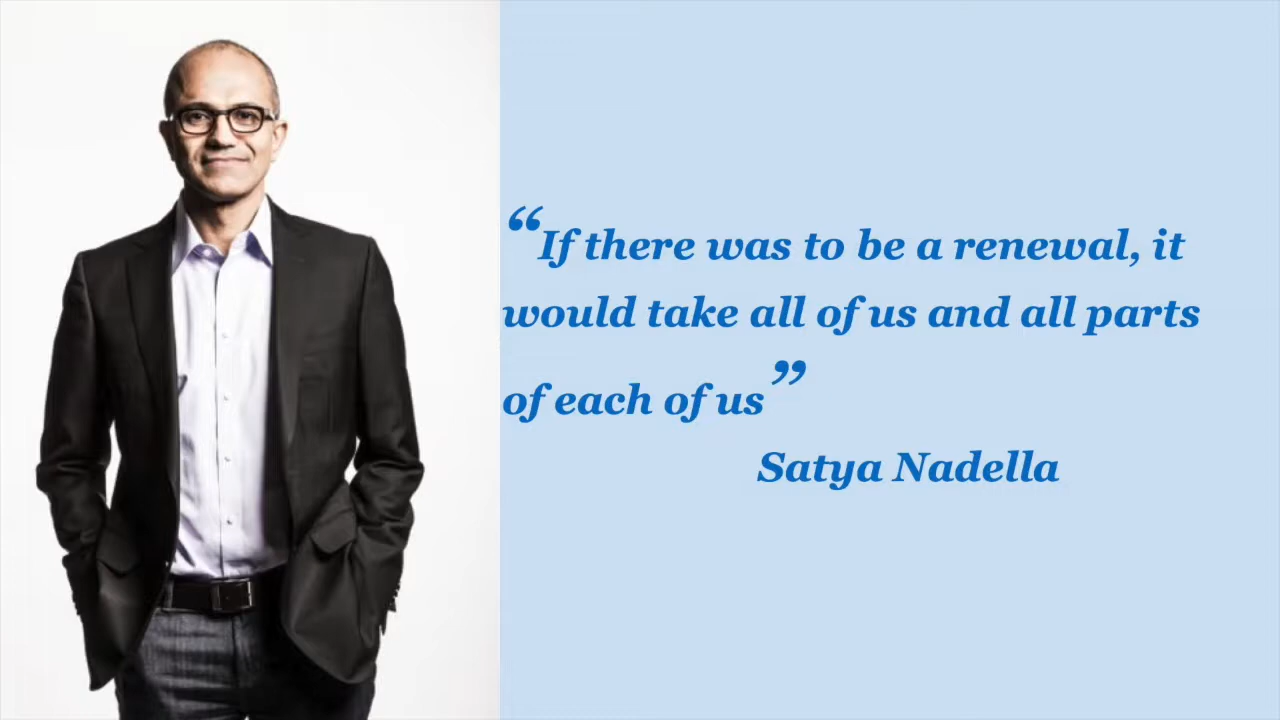 “If there was to be a renewal, it
would take all of us and all parts
of each of us”
Satya Nadella